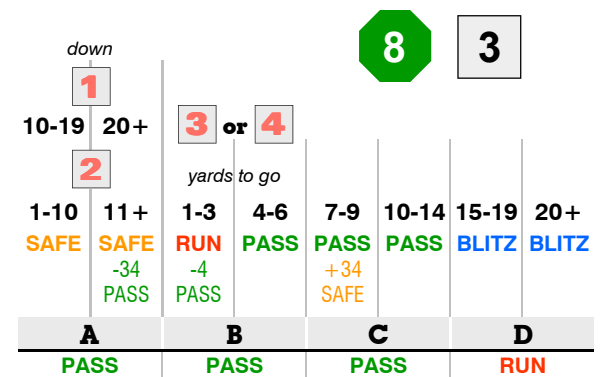 8 3
down
1
10-19 20+ 3 or 4
2 yards to go
1-10 11+ 1-3 4-6 7-9 10-14 15-19 20+
SAFE SAFE RUN PASS PASS PASS BLITZ BLITZ
-34 -4 +34
PASS PASS SAFE
A B C D
PASS PASS PASS RUN